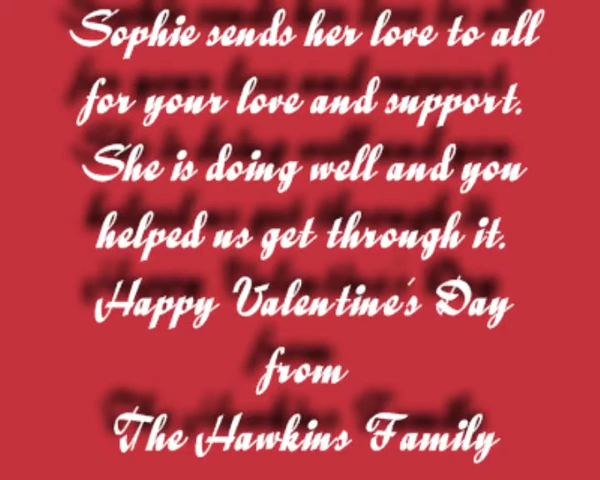 Sophie sends her love to all
for your love and support.
She is doing well and you
helped us get through it.
Happy Valentine's Day
from
The Hawkins Family